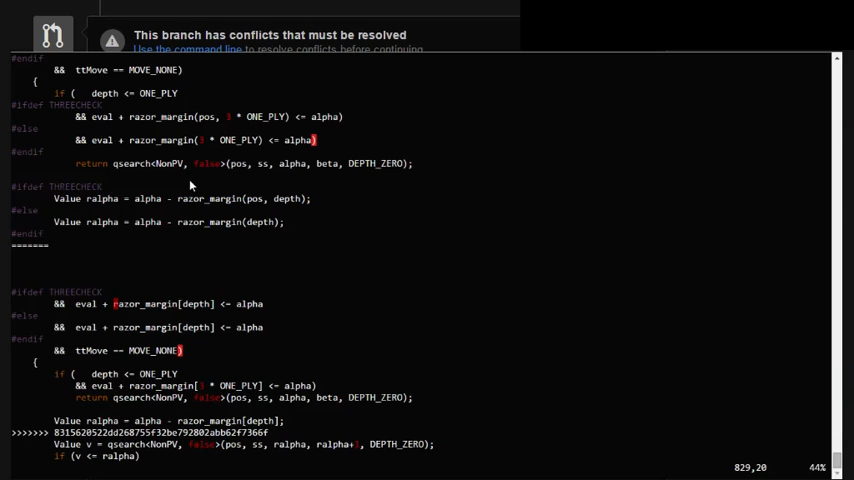 This branch has conflicts that must be resolved
Use the command line to resolve conflicts before continuing.
#endif
&& ttMove == MOVE_NONE)
{
if ( depth <= ONE_PLY
#ifdef THREECHECK
&& eval + razor_margin(pos, 3 * ONE_PLY) <= alpha)
#else
&& eval + razor_margin(3 * ONE_PLY) <= alpha)
#endif
return qsearch<NonPV, false>(pos, ss, alpha, beta, DEPTH_ZERO);
#ifdef THREECHECK
Value ralpha = alpha - razor_margin(pos, depth);
#else
Value ralpha = alpha - razor_margin(depth);
#endif
=======
#ifdef THREECHECK
&& eval + razor_margin[depth] <= alpha
#else
&& eval + razor_margin[depth] <= alpha
#endif
&& ttMove == MOVE_NONE)
{
if ( depth <= ONE_PLY
&& eval + razor_margin[3 * ONE_PLY] <= alpha)
return qsearch<NonPV, false>(pos, ss, alpha, beta, DEPTH_ZERO);
Value ralpha = alpha - razor_margin[depth];
>>>>>>> 8315620522dd268755f32be792802abb62f7366f
Value v = qsearch<NonPV, false>(pos, ss, ralpha, ralpha+1, DEPTH_ZERO);
if (v <= ralpha)
829,20 44%